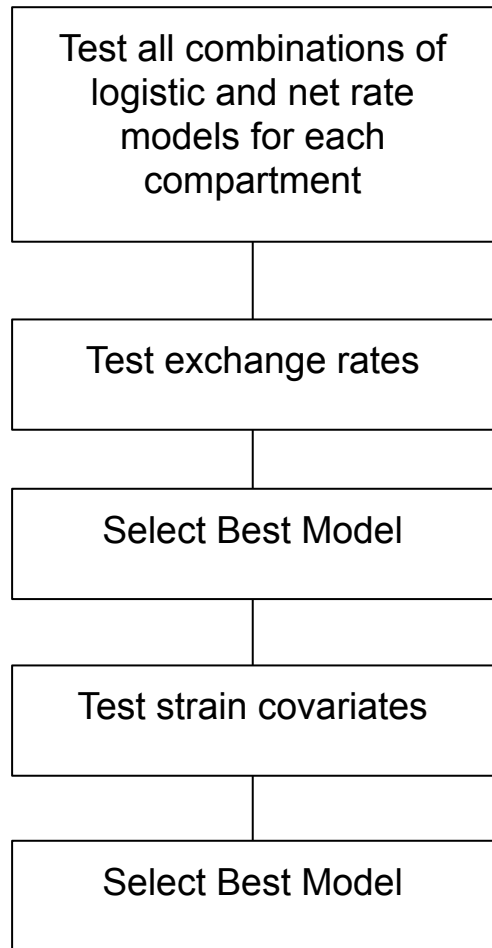 Test all combinations of
logistic and net rate
models for each
compartment
Test exchange rates
Select Best Model
Test strain covariates
Select Best Model